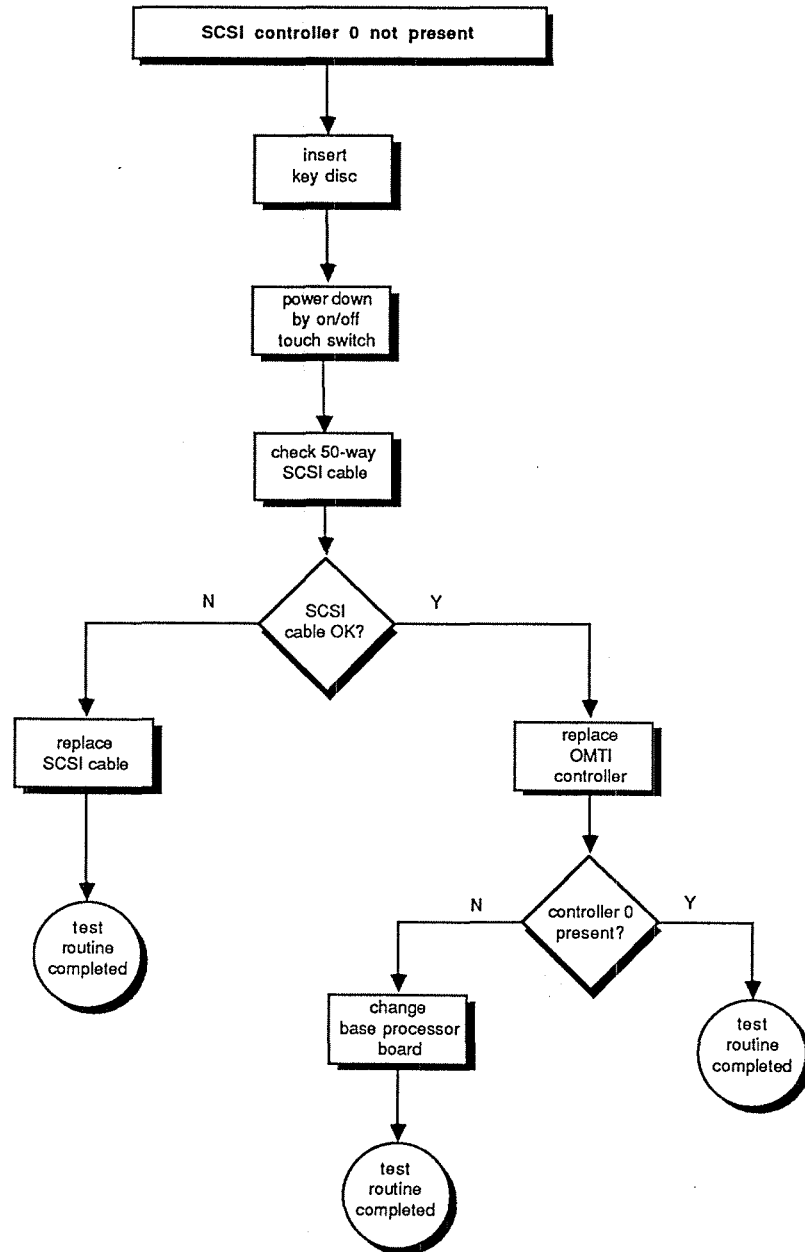 SCSI controller 0 not present
insert
key disc
power down
by on/off
touch switch
check 50-way
SCSI cable
N
Y
SCSI
cable OK?
replace
SCSI cable
replace
OMTI
controller
test
routine
completed
N
Y
controller 0
present?
change
base processor
board
test
routine
completed
test
routine
completed